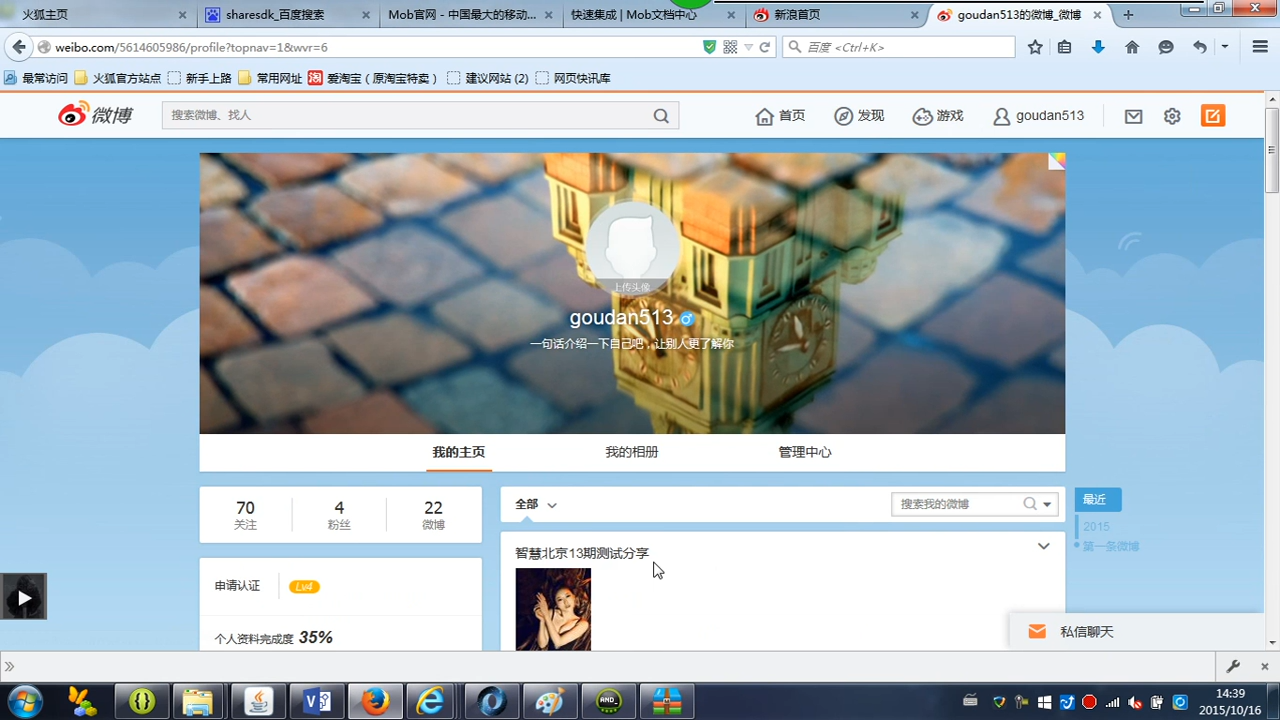 火狐主页
sharesdk_百度搜索
Mob官网 - 中国最大的移动...
快速集成 | Mob文档中心
新浪首页
goudan513的微博_微博
weibo.com/5614605986/profile?topnav=1&wvr=6
百度 <Ctrl+K>
最常访问
火狐官方站点
新手上路
常用网址
淘
爱淘宝（原淘宝特卖）
建议网站 (2)
网页快讯库
微博
搜索微博、找人
首页
发现
游戏
goudan513
上传头像
goudan513
一句话介绍一下自己吧，让别人更了解你
我的主页
我的相册
管理中心
70
4
22
关注
粉丝
微博
全部
搜索我的微博
最近
2015
第一条微博
智慧北京13期测试分享
申请认证
Lv4
个人资料完成度 35%
私信聊天
14:39
2015/10/16